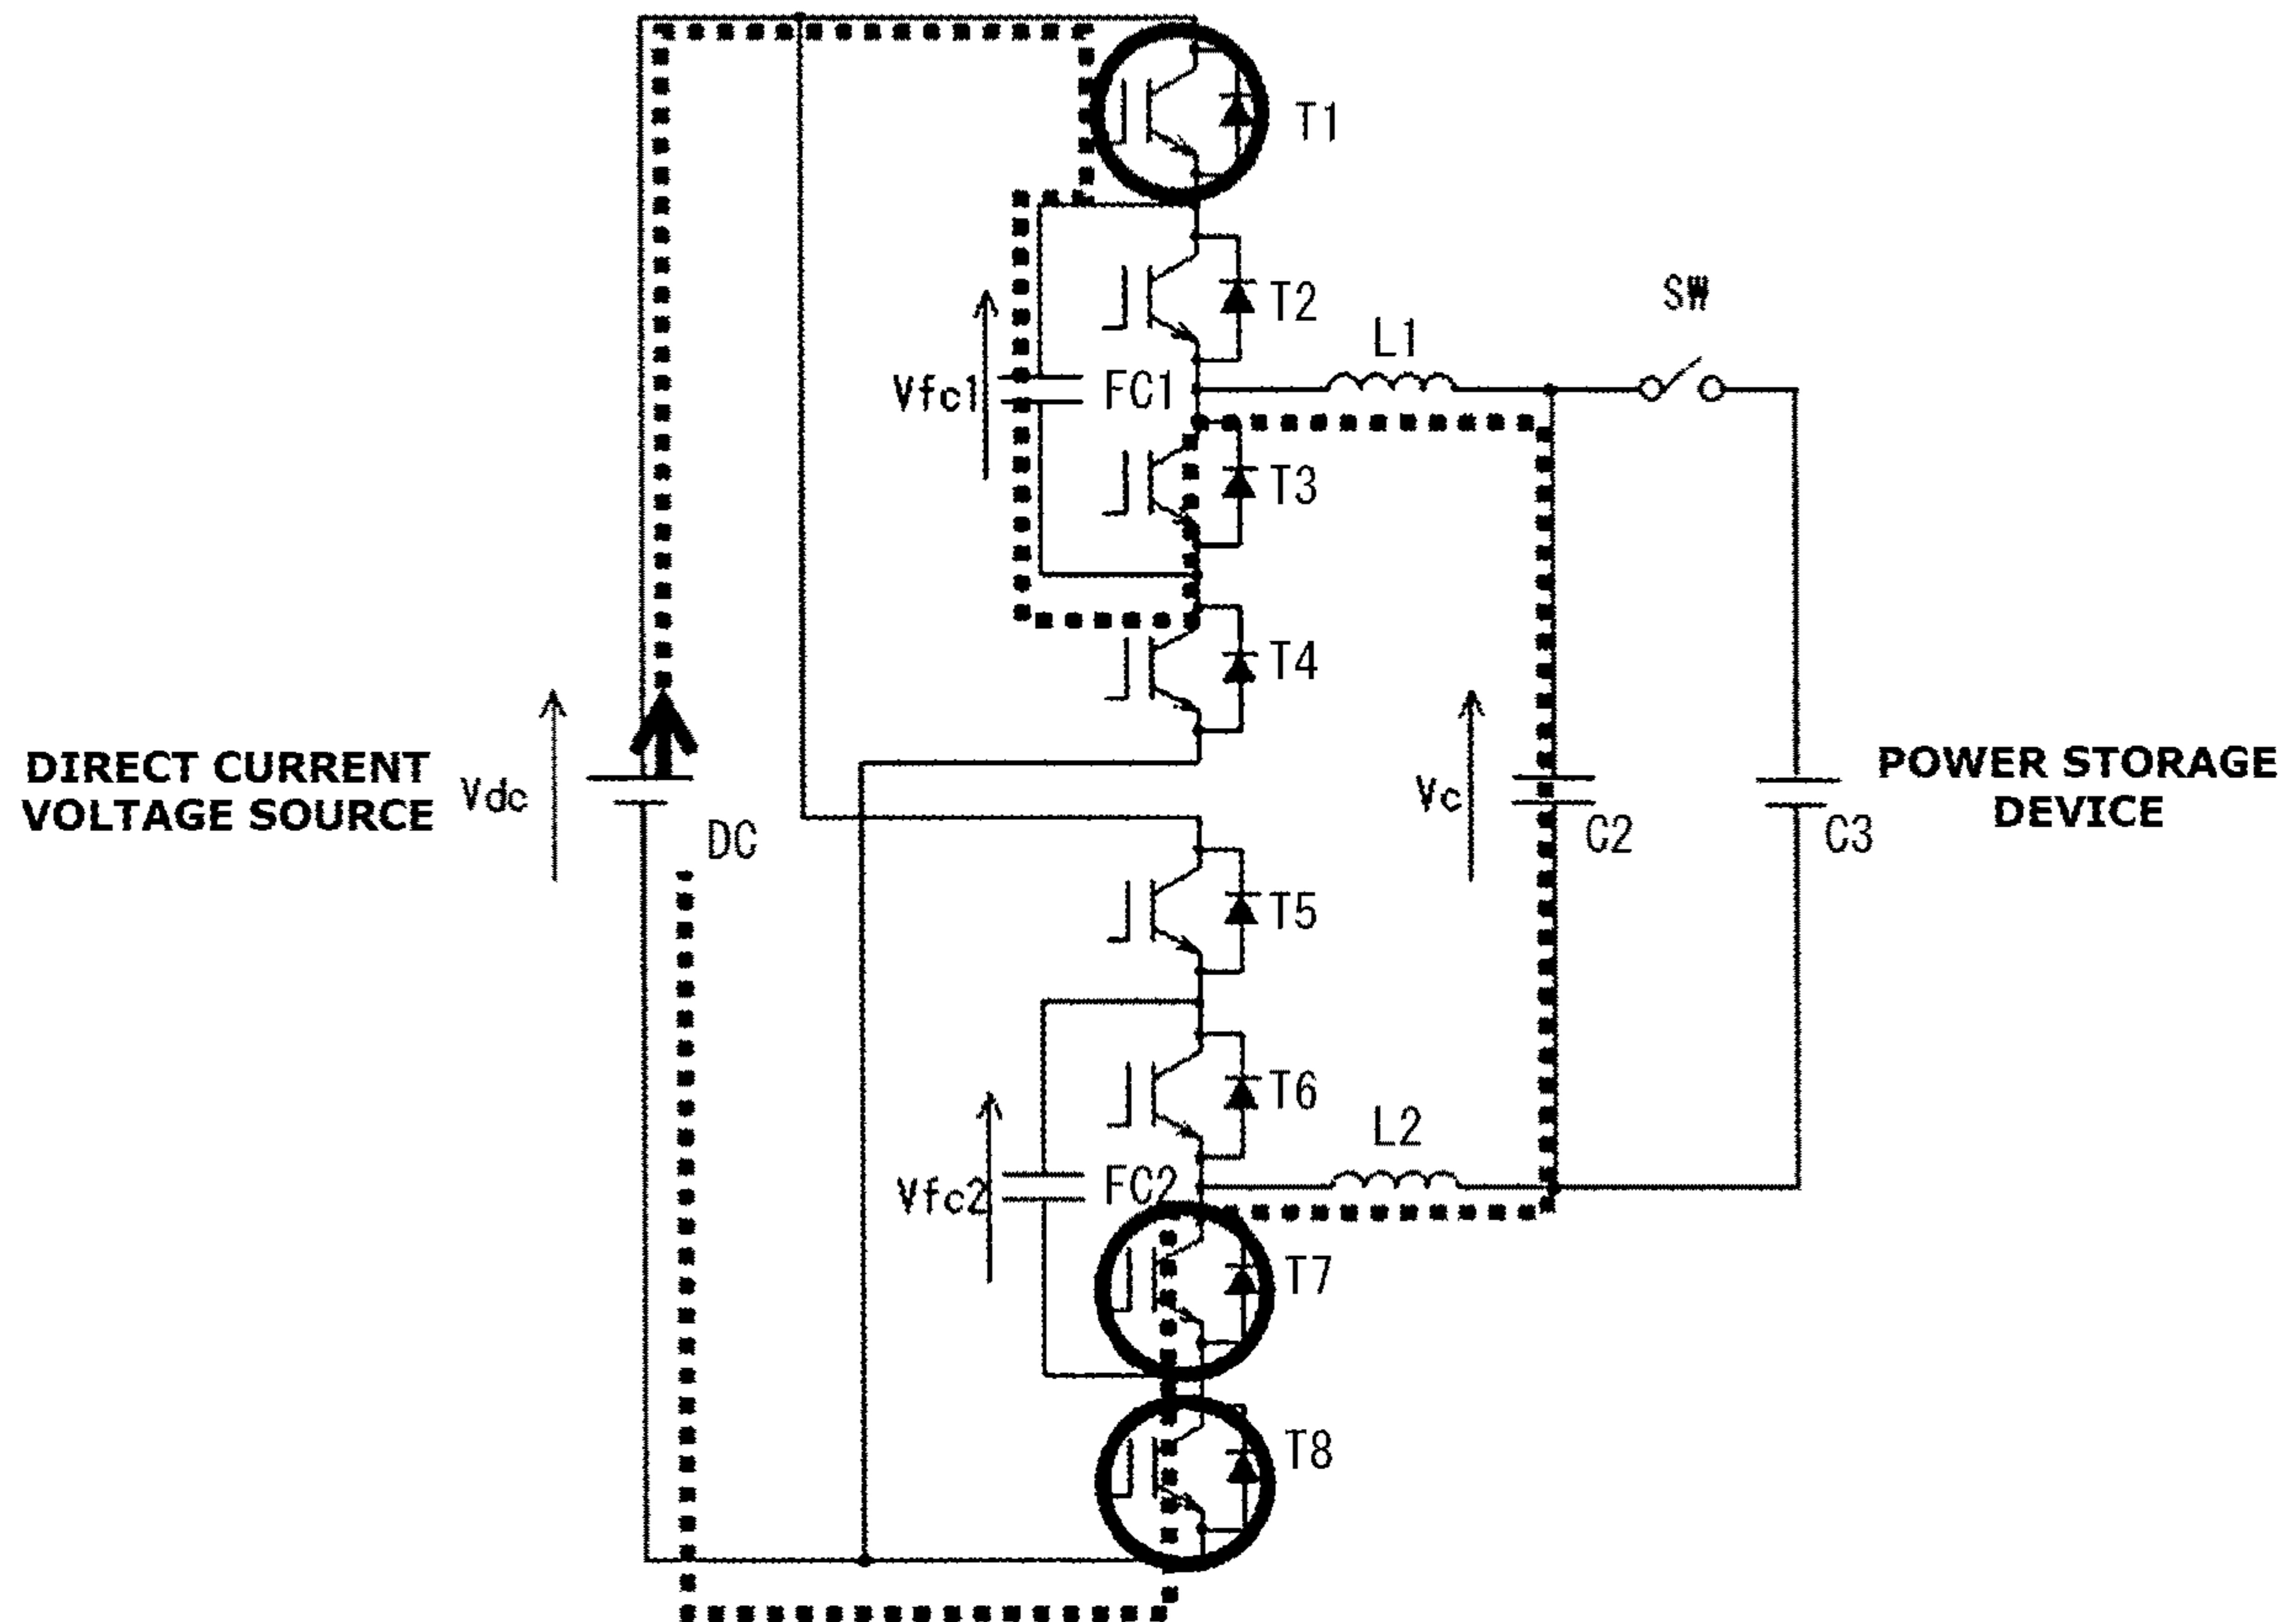 T1
T2
SW
L1
Vfc1
FC1
T3
T4
DIRECT CURRENT
VOLTAGE SOURCE
Vdc
DC
Vc
C2
C3
POWER STORAGE
DEVICE
T5
T6
L2
Vfc2
FC2
T7
T8